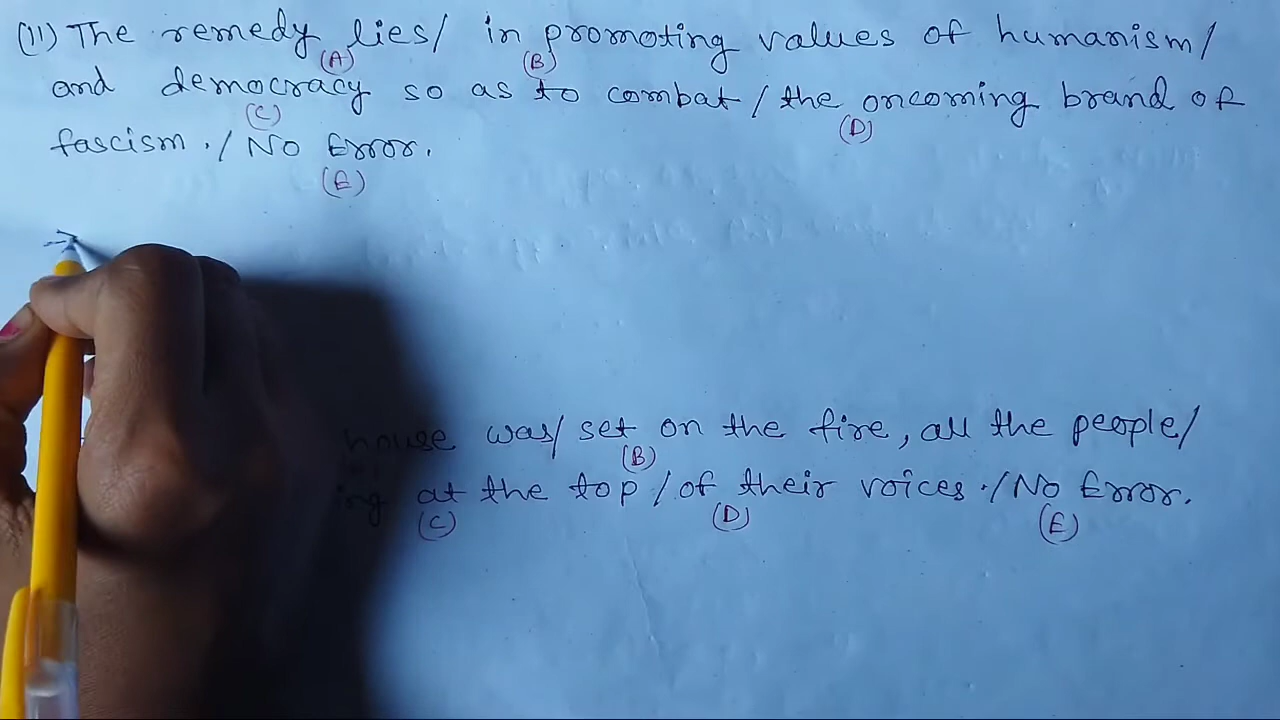 (11) The remedy lies/ in promoting values of humanism/
(A) (B)
and democracy so as to combat/ the oncoming brand of
(C) (D)
fascism./ No Error.
(E)
house was/ set on the fire, all the people/
(B)
ing at the top/ of their voices./ No Error.
(C) (D) (E)